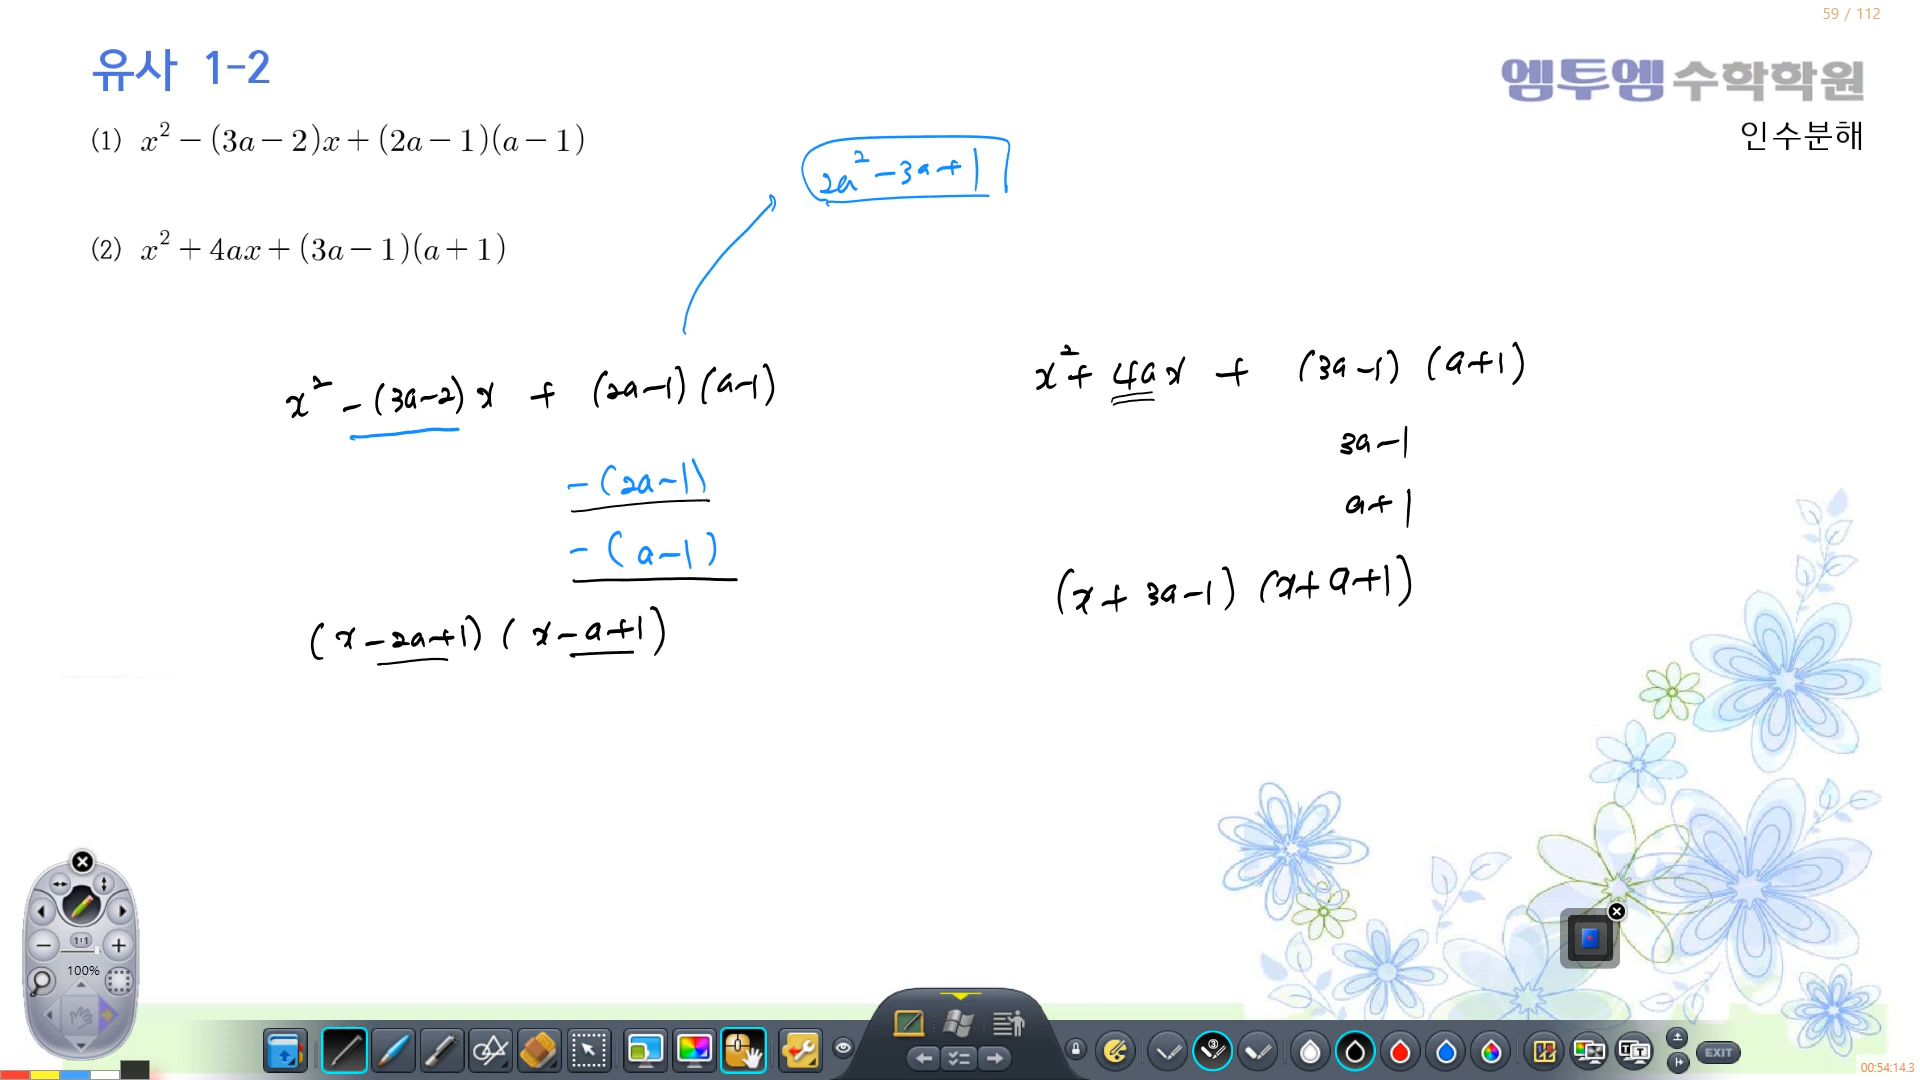 59 / 112
유사 1-2
엠투엠 수학학원
인수분해
(1) x² − (3a − 2)x + (2a − 1)(a − 1)
2a² − 3a + 1
(2) x² + 4ax + (3a − 1)(a + 1)
x² − (3a−2) x + (2a−1) (a−1)
− (2a−1)
− (a−1)
(x − 2a+1) (x − a+1)
x² + 4a x + (3a −1) (a+1)
3a −1
a+1
(x + 3a −1) (x + a+1)
1:1
100%
EXIT
00:54:14.3